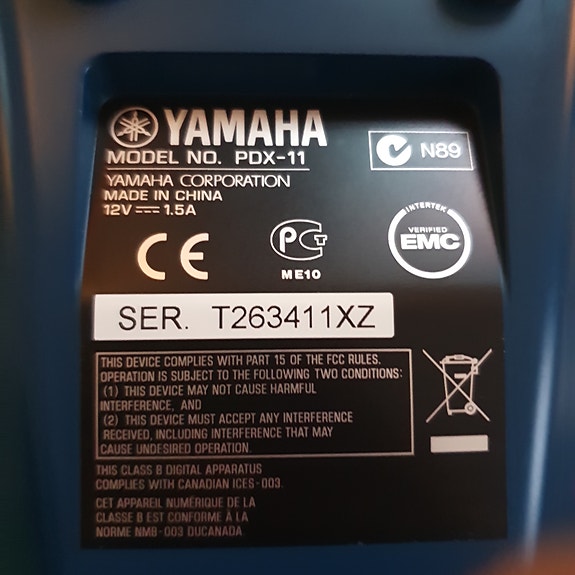 YAMAHA
MODEL NO. PDX-11
YAMAHA CORPORATION
MADE IN CHINA
12V ⎓ 1.5A
N89
CE
PCT
ME10
INTERTEK
VERIFIED
EMC
SER. T263411XZ
THIS DEVICE COMPLIES WITH PART 15 OF THE FCC RULES.
OPERATION IS SUBJECT TO THE FOLLOWING TWO CONDITIONS:
(1) THIS DEVICE MAY NOT CAUSE HARMFUL
INTERFERENCE, AND
(2) THIS DEVICE MUST ACCEPT ANY INTERFERENCE
RECEIVED, INCLUDING INTERFERENCE THAT MAY
CAUSE UNDESIRED OPERATION.
THIS CLASS B DIGITAL APPARATUS
COMPLIES WITH CANADIAN ICES-003.
CET APPAREIL NUMÉRIQUE DE LA
CLASSE B EST CONFORME À LA
NORME NMB-003 DUCANADA